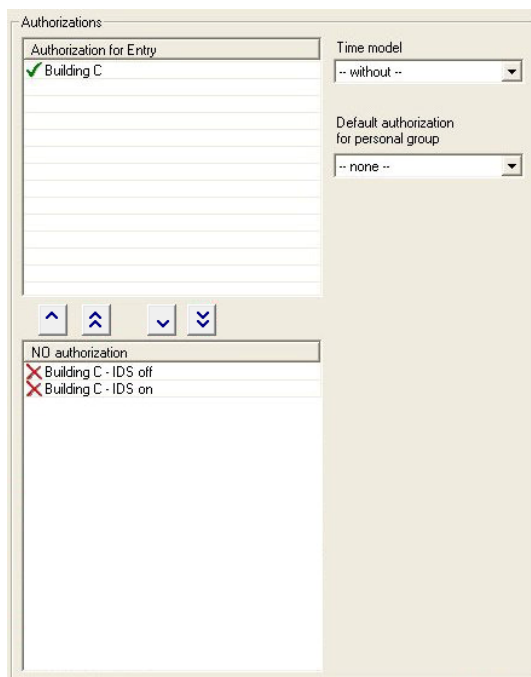 Authorizations
Authorization for Entry
Building C
Time model
-- without --
Default authorization
for personal group
-- none --
NO authorization
Building C - IDS off
Building C - IDS on